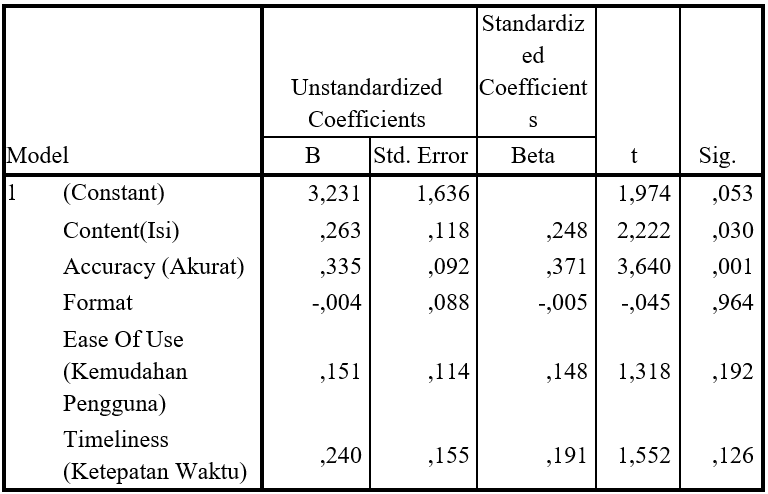 Model Unstandardized Coefficients Standardized Coefficients t Sig.
B Std. Error Beta
1 (Constant) 3,231 1,636 1,974 ,053
Content(Isi) ,263 ,118 ,248 2,222 ,030
Accuracy (Akurat) ,335 ,092 ,371 3,640 ,001
Format -,004 ,088 -,005 -,045 ,964
Ease Of Use
(Kemudahan
Pengguna) ,151 ,114 ,148 1,318 ,192
Timeliness
(Ketepatan Waktu) ,240 ,155 ,191 1,552 ,126